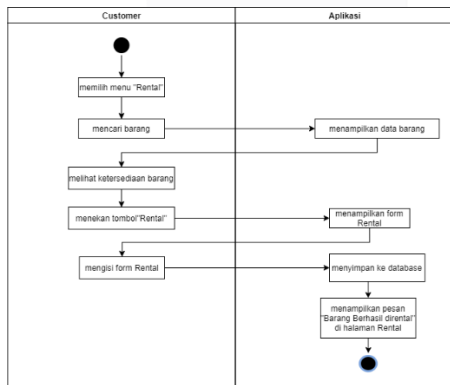 Customer
Aplikasi
memilih menu "Rental"
mencari barang
menampilkan data barang
melihat ketersediaan barang
menekan tombol"Rental"
menampilkan form
Rental
mengisi form Rental
menyimpan ke database
menampilkan pesan
"Barang Berhasil dirental"
di halaman Rental